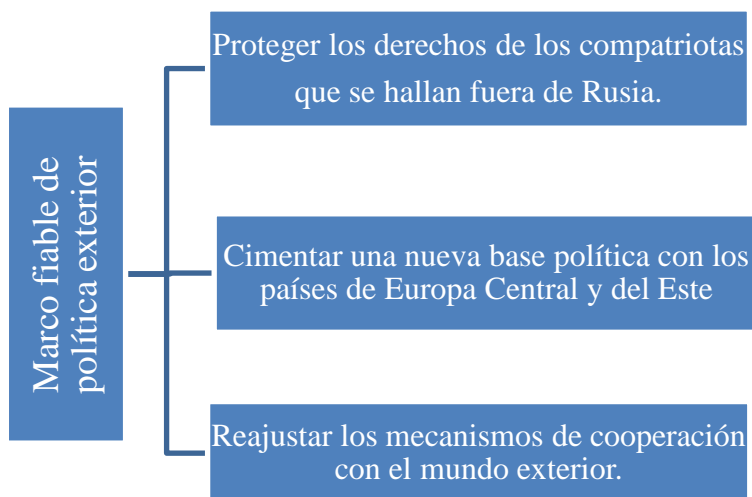 Marco fiable de
política exterior
Proteger los derechos de los compatriotas
que se hallan fuera de Rusia.
Cimentar una nueva base política con los
países de Europa Central y del Este
Reajustar los mecanismos de cooperación
con el mundo exterior.